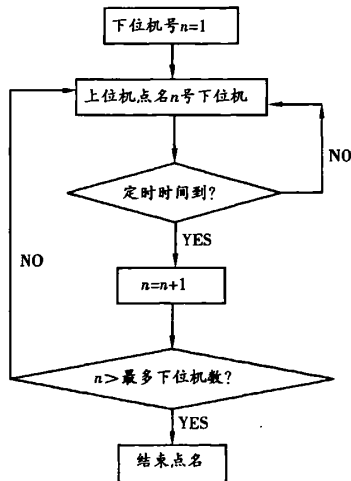 下位机号n=1
上位机点名n号下位机
定时时间到?
NO
YES
n=n+1
NO
n>最多下位机数?
YES
结束点名